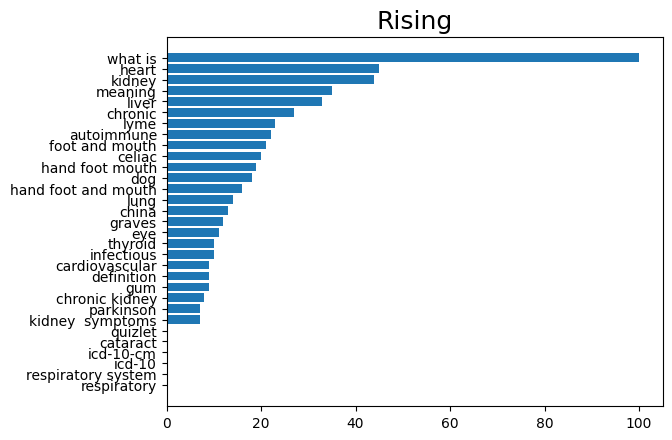 Rising
what is
heart
kidney
meaning
liver
chronic
lyme
autoimmune
foot and mouth
celiac
hand foot mouth
dog
hand foot and mouth
lung
china
graves
eye
thyroid
infectious
cardiovascular
definition
gum
chronic kidney
parkinson
kidney  symptoms
quizlet
cataract
icd-10-cm
icd-10
respiratory system
respiratory
0 20 40 60 80 100